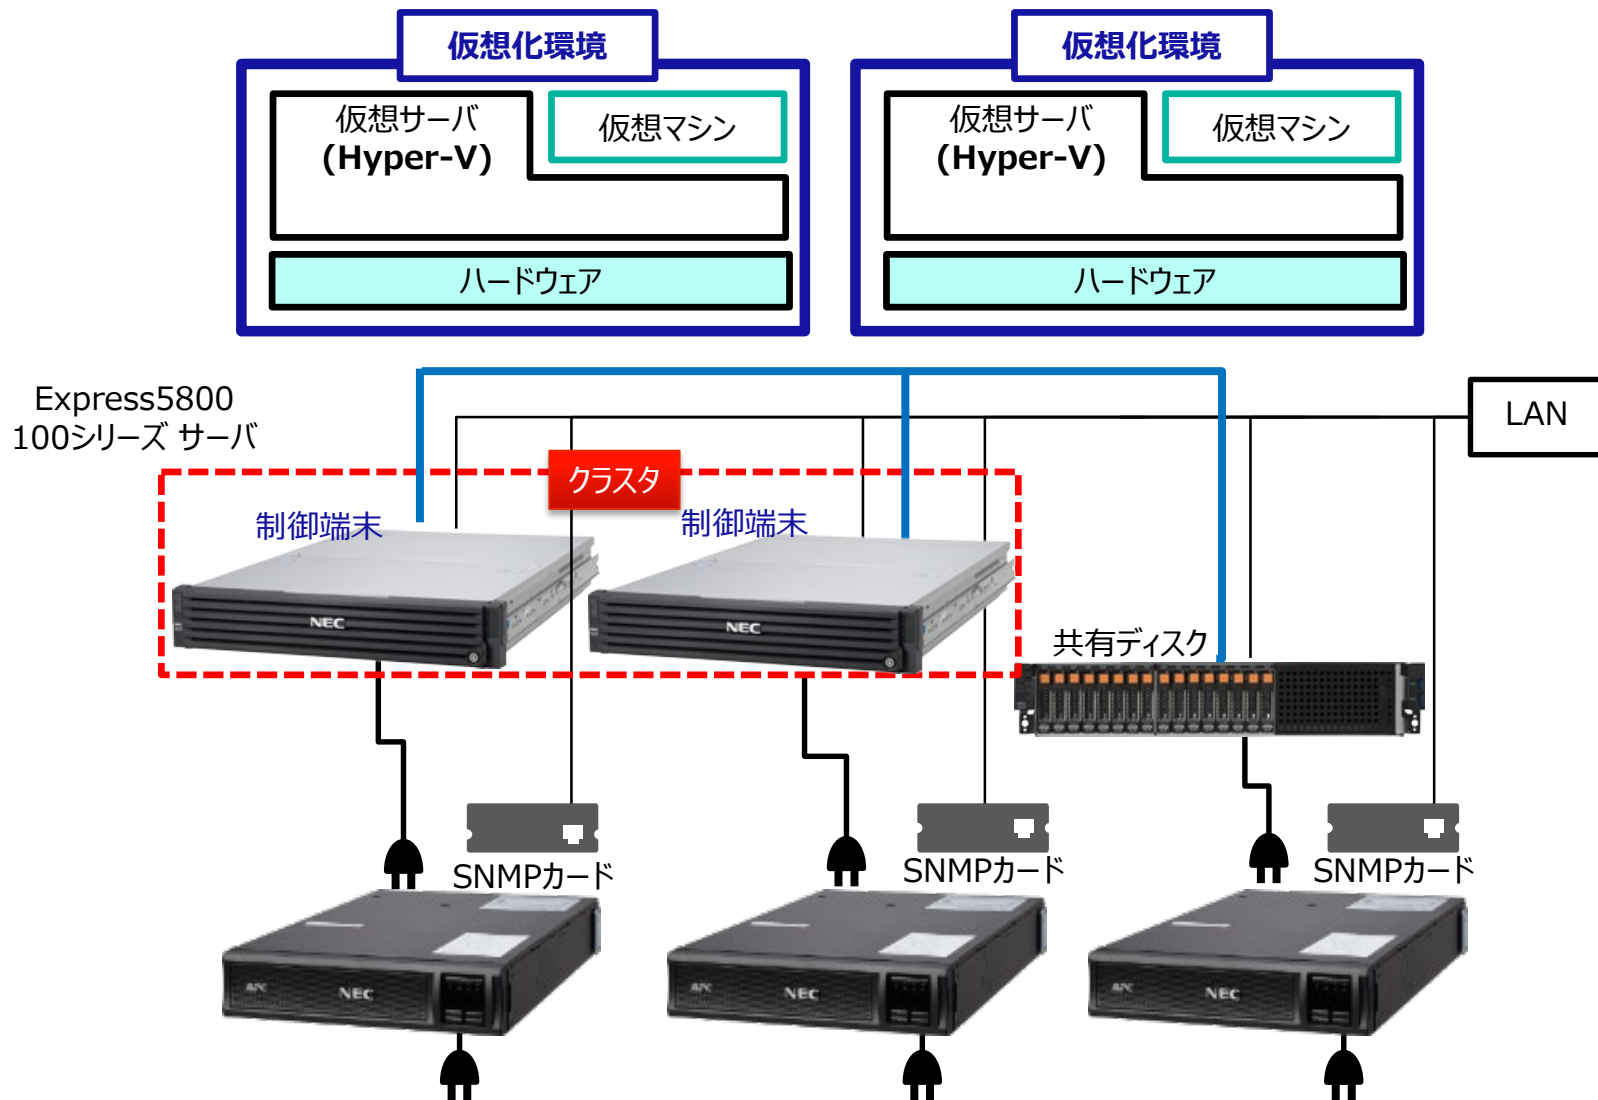 仮想化環境
仮想化環境
仮想サーバ
(Hyper-V)
仮想マシン
仮想サーバ
(Hyper-V)
仮想マシン
ハードウェア
ハードウェア
Express5800
100シリーズ サーバ
LAN
クラスタ
制御端末
制御端末
NEC
NEC
共有ディスク
SNMPカード
SNMPカード
SNMPカード
APC
NEC
APC
NEC
APC
NEC